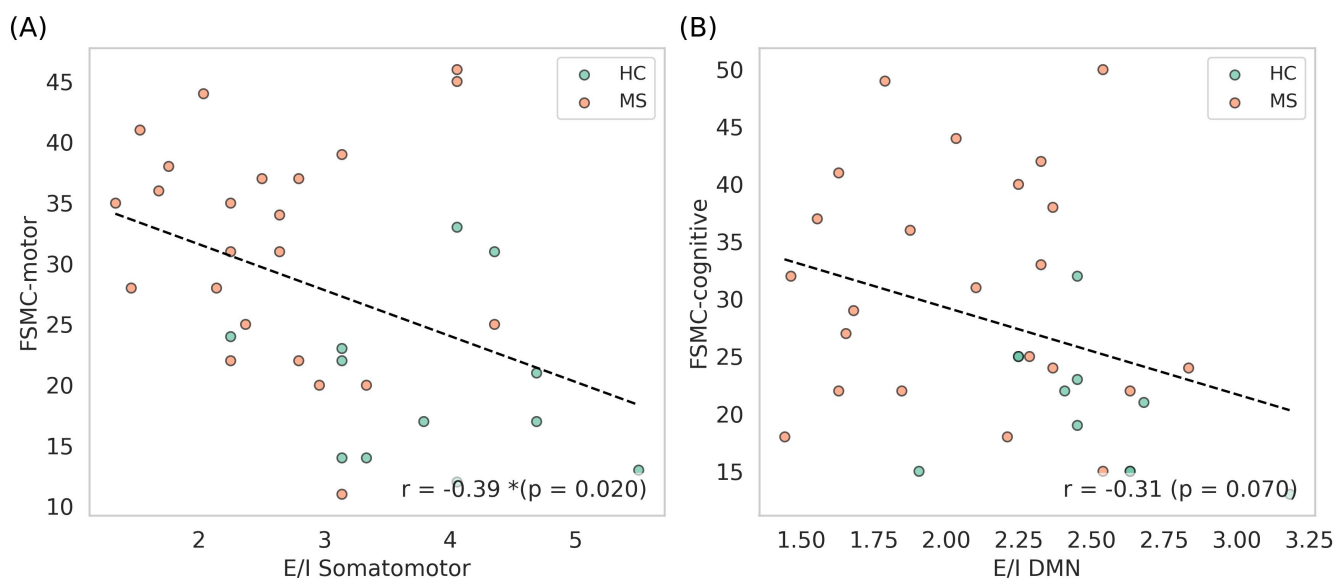 (A)
HC
MS
FSMC-motor
45
40
35
30
25
20
15
10
r = -0.39 *(p = 0.020)
2 3 4 5
E/I Somatomotor
(B)
HC
MS
FSMC-cognitive
50
45
40
35
30
25
20
15
r = -0.31 (p = 0.070)
1.50 1.75 2.00 2.25 2.50 2.75 3.00 3.25
E/I DMN